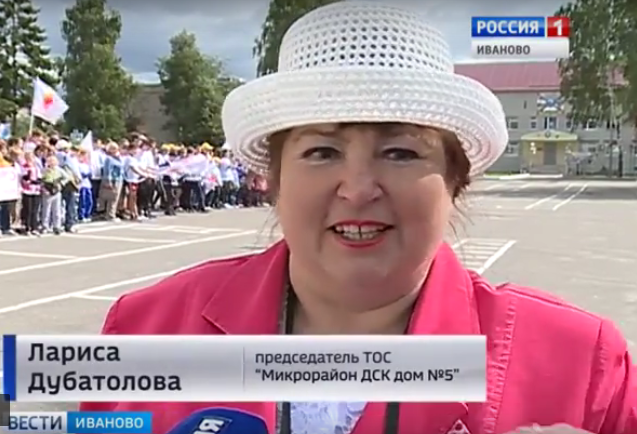 РОССИЯ 1
ИВАНОВО
Лариса
Дубатолова
председатель ТОС
"Микрорайон ДСК дом №5"
ВЕСТИ ИВАНОВО